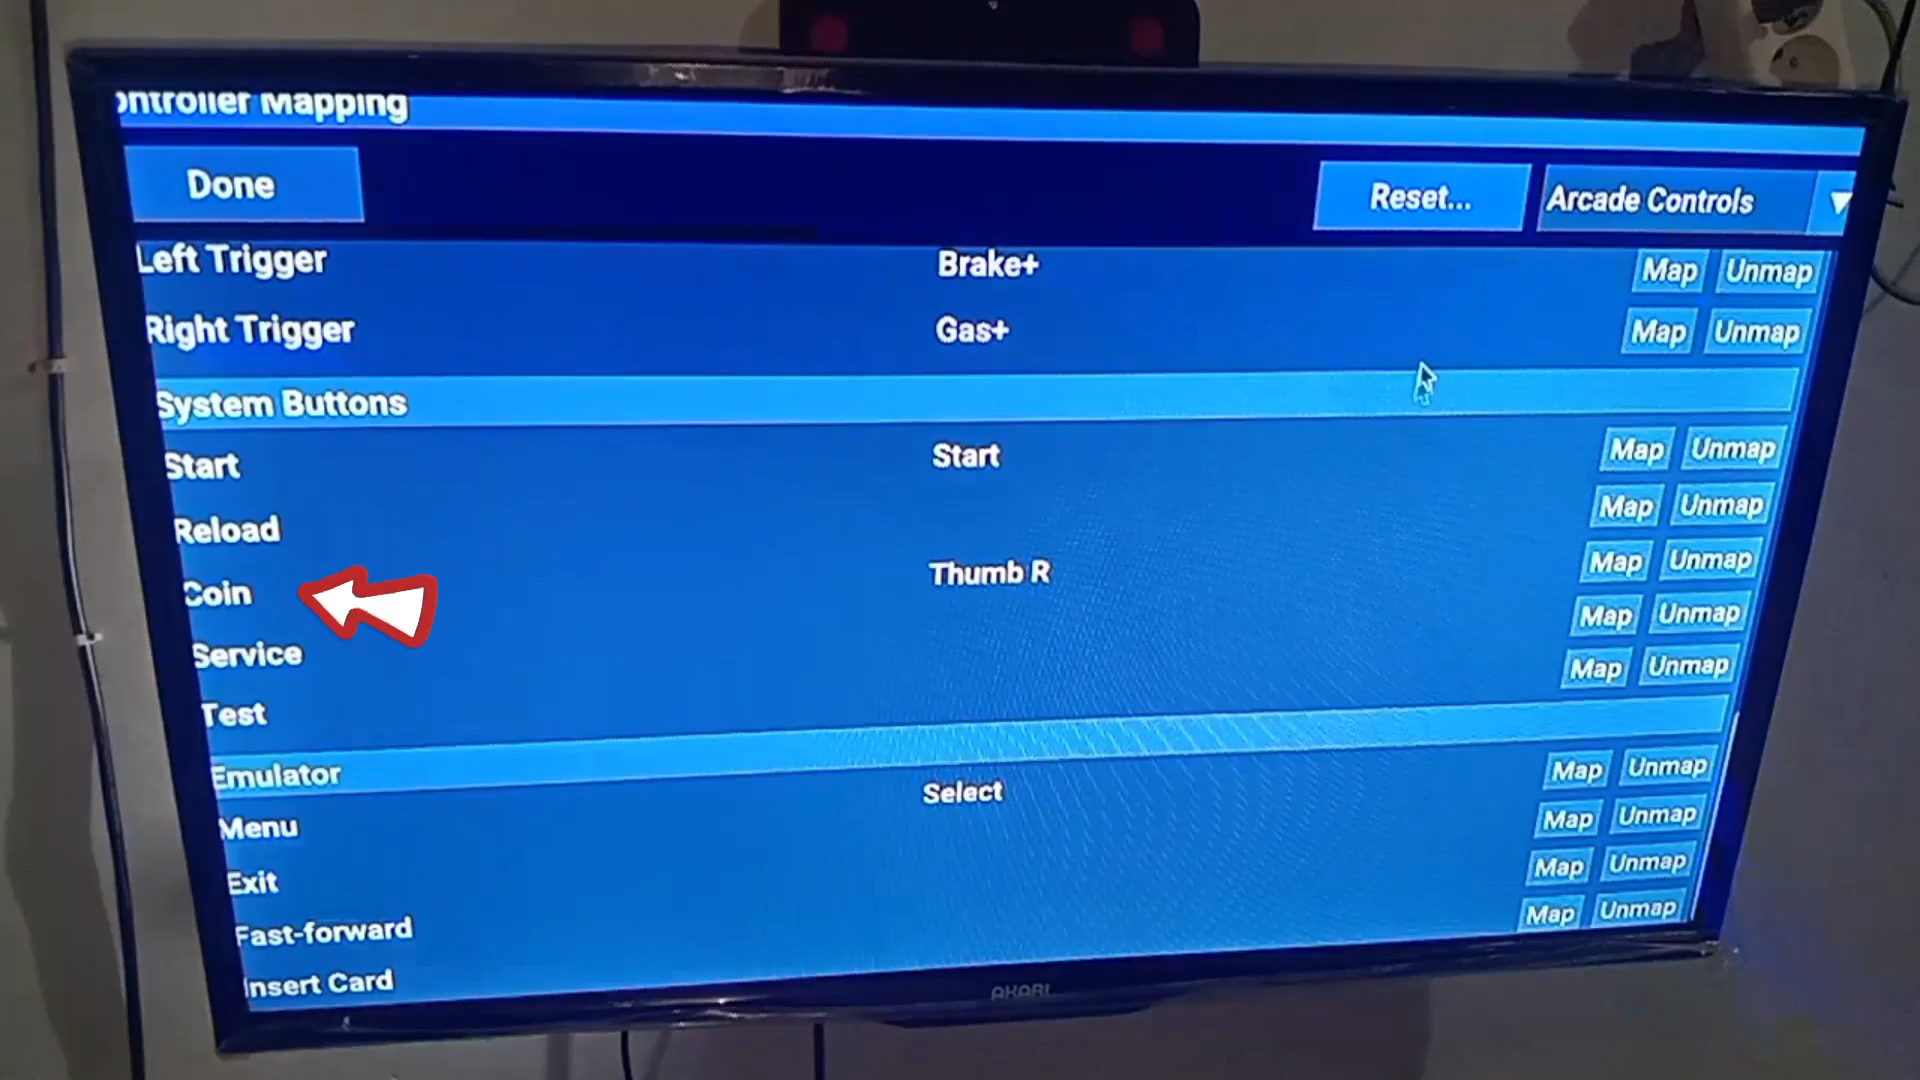 ontroller Mapping
Done
Reset...
Arcade Controls
Left Trigger Brake+ Map Unmap
Right Trigger Gas+ Map Unmap
System Buttons
Start Start Map Unmap
Reload Map Unmap
Coin Thumb R Map Unmap
Service Map Unmap
Test Map Unmap
Emulator
Menu Select Map Unmap
Exit Map Unmap
Fast-forward Map Unmap
Insert Card Map Unmap
AKARI